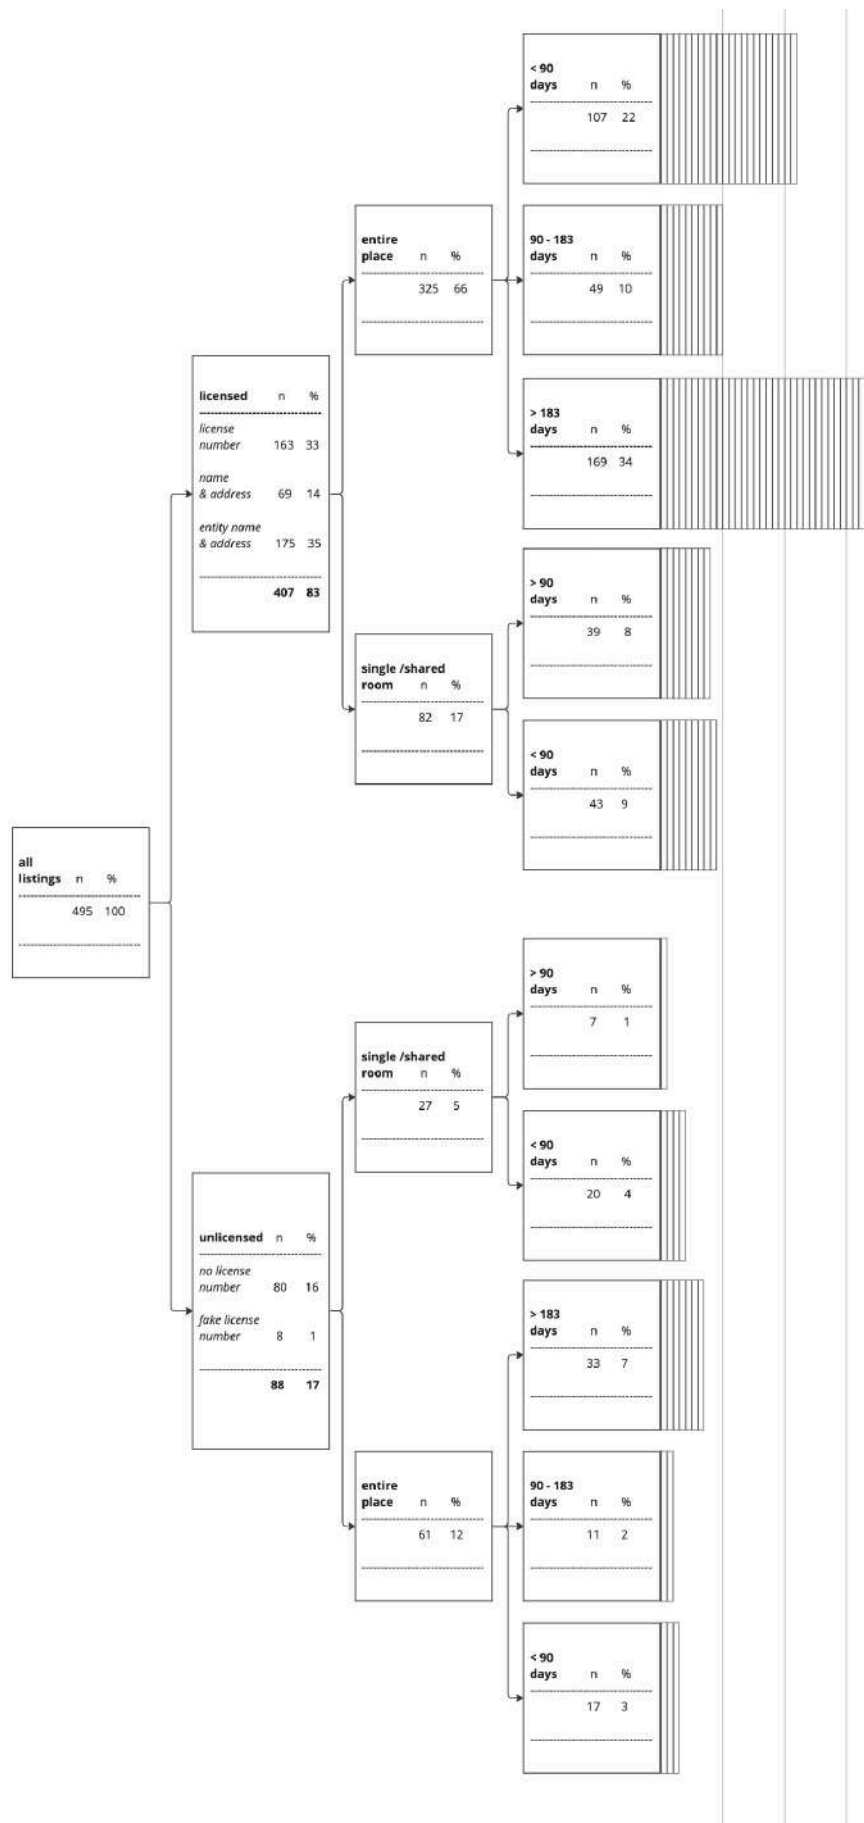 all
listings n %
495 100
licensed n %
license
number 163 33
name
& address 69 14
entity name
& address 175 35
407 83
unlicensed n %
no license
number 80 16
fake license
number 8 1
88 17
entire
place n %
325 66
single /shared
room n %
82 17
single /shared
room n %
27 5
entire
place n %
61 12
< 90
days n %
107 22
90 - 183
days n %
49 10
> 183
days n %
169 34
> 90
days n %
39 8
< 90
days n %
43 9
> 90
days n %
7 1
< 90
days n %
20 4
> 183
days n %
33 7
90 - 183
days n %
11 2
< 90
days n %
17 3